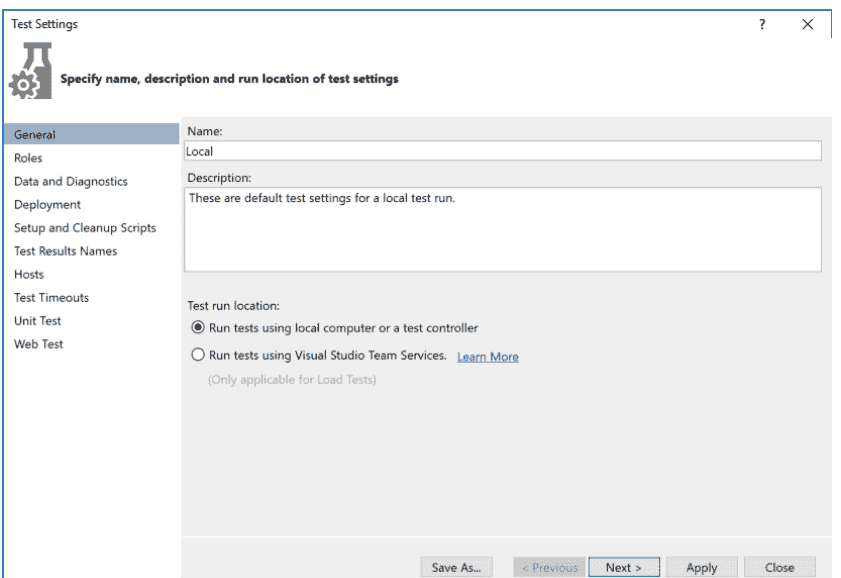 Test Settings ?
Specify name, description and run location of test settings
General
Roles
Data and Diagnostics
Deployment
Setup and Cleanup Scripts
Test Results Names
Hosts
Test Timeouts
Unit Test
Web Test
Name:
Local
Description:
These are default test settings for a local test run.
Test run location:
Run tests using local computer or a test controller
Run tests using Visual Studio Team Services. Learn More
(Only applicable for Load Tests)
Save As... < Previous Next > Apply Close